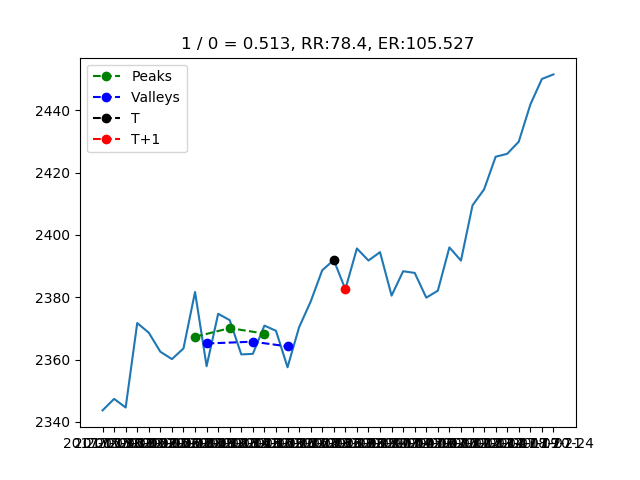 1 / 0 = 0.513, RR:78.4, ER:105.527
Peaks
Valleys
T
T+1
2440
2420
2400
2380
2360
2340